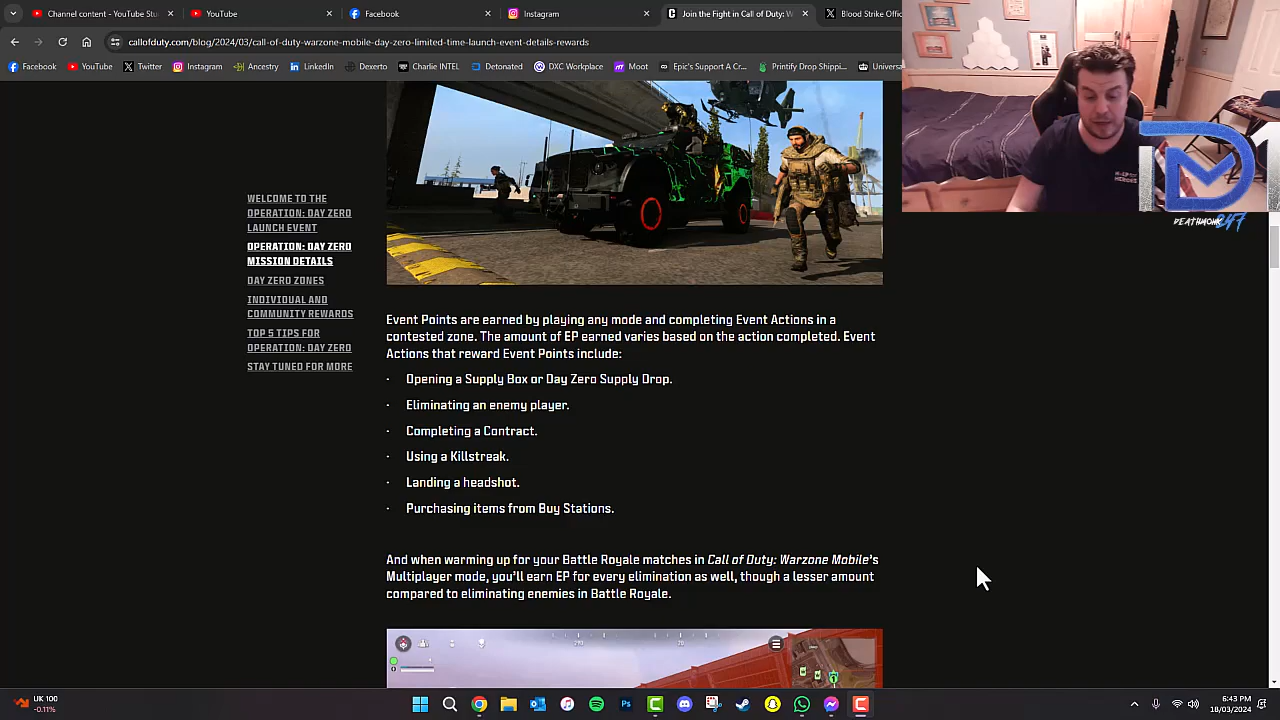 Channel content - YouTube Stu
YouTube
Facebook
Instagram
Join the Fight in Call of Duty: W
Blood Strike Offic
callofduty.com/blog/2024/03/call-of-duty-warzone-mobile-day-zero-limited-time-launch-event-details-rewards
Facebook YouTube Twitter Instagram Ancestry LinkedIn Dexerto Charlie INTEL Detonated DXC Workplace Moot Epic's Support A Cr... Printify Drop Shippi... Universa
WELCOME TO THE
OPERATION: DAY ZERO
LAUNCH EVENT
OPERATION: DAY ZERO
MISSION DETAILS
DAY ZERO ZONES
INDIVIDUAL AND
COMMUNITY REWARDS
TOP 5 TIPS FOR
OPERATION: DAY ZERO
STAY TUNED FOR MORE
DM
DEATHMONK247
Event Points are earned by playing any mode and completing Event Actions in a
contested zone. The amount of EP earned varies based on the action completed. Event
Actions that reward Event Points include:
· Opening a Supply Box or Day Zero Supply Drop.
· Eliminating an enemy player.
· Completing a Contract.
· Using a Killstreak.
· Landing a headshot.
· Purchasing items from Buy Stations.
And when warming up for your Battle Royale matches in Call of Duty: Warzone Mobile's
Multiplayer mode, you'll earn EP for every elimination as well, though a lesser amount
compared to eliminating enemies in Battle Royale.
UK 100
-0.11%
6:43 PM
18/03/2024